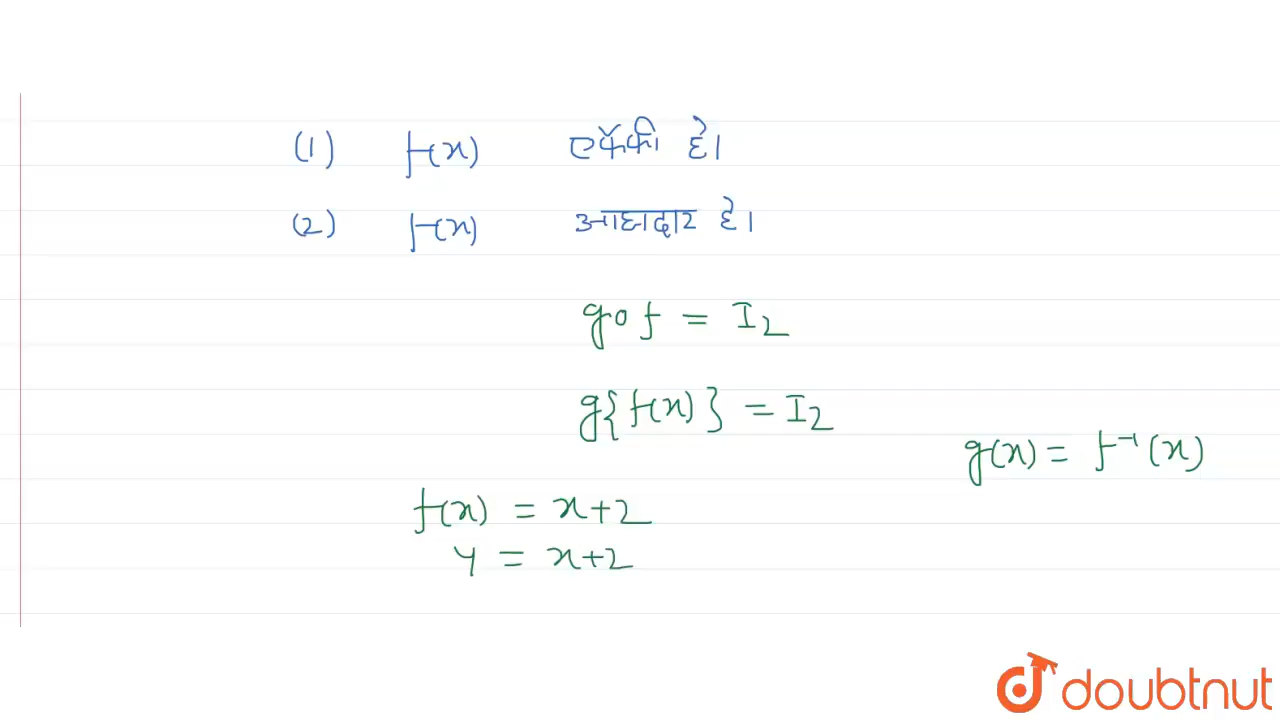 (1) f(x) एकैकी है।
(2) f(x) आच्छादक है।
gof = I2
g{f(x)} = I2
g(x) = f⁻¹(x)
f(x) = x+2
y = x+2
doubtnut